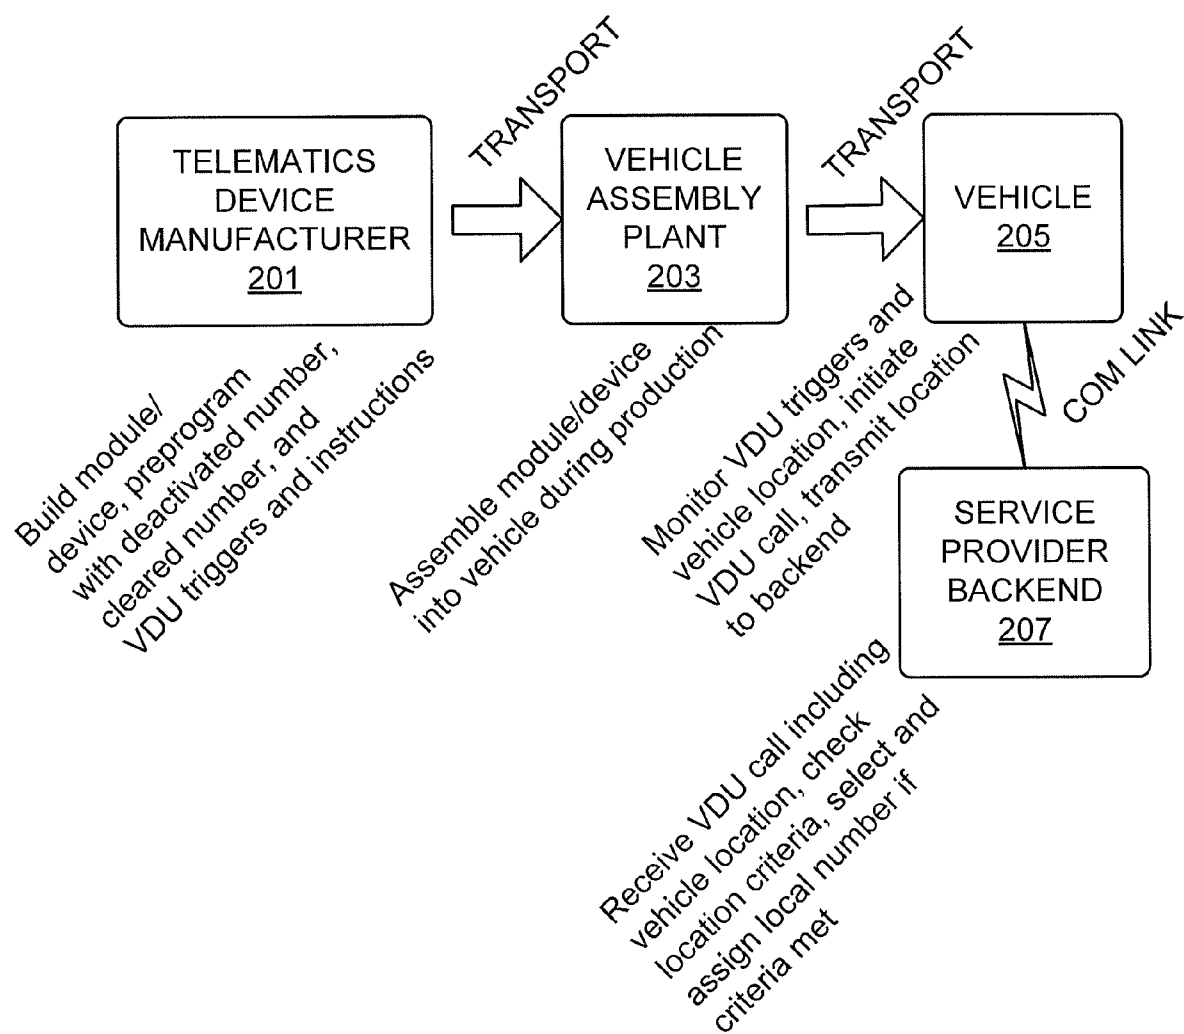 TELEMATICS
DEVICE
MANUFACTURER
201
TRANSPORT
VEHICLE
ASSEMBLY
PLANT
203
TRANSPORT
VEHICLE
205
COM LINK
SERVICE
PROVIDER
BACKEND
207
Build module/
device, preprogram
with deactivated number,
cleared number, and
VDU triggers and instructions
Assemble module/device
into vehicle during production
Monitor VDU triggers and
vehicle location, initiate
VDU call, transmit location
to backend
Receive VDU call including
vehicle location, check
location criteria, select and
assign local number if
criteria met